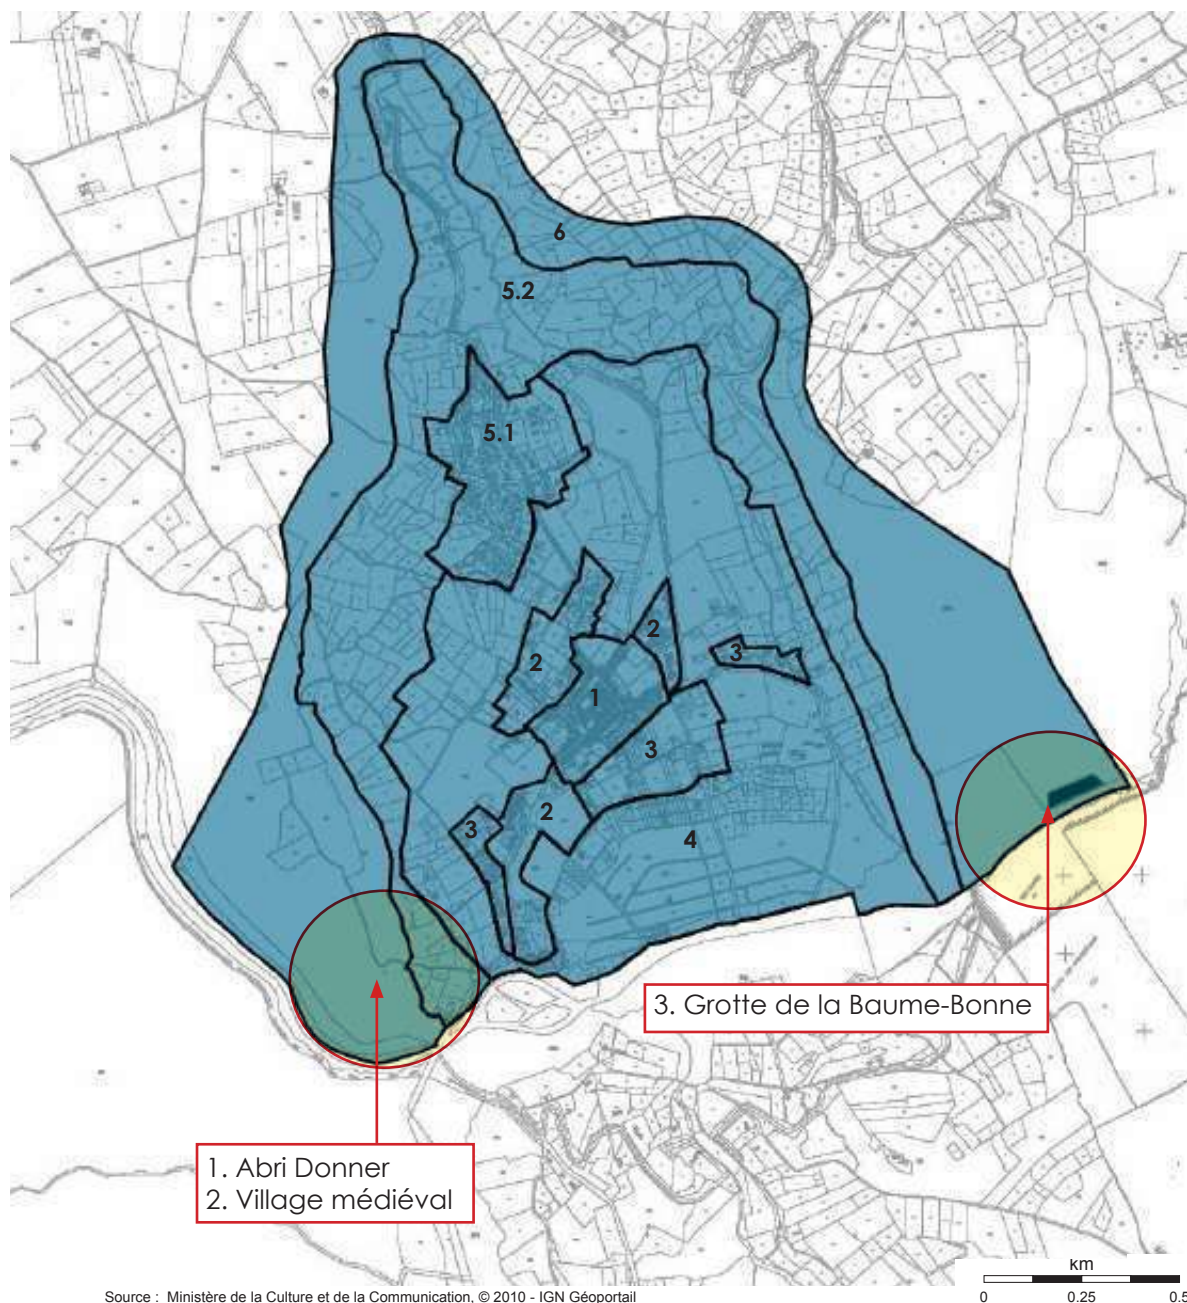 6
5.2
5.1
2
2
3
1
3
2
3
4
3. Grotte de la Baume-Bonne
1. Abri Donner
2. Village médiéval
km
0 0.25 0.5
Source : Ministère de la Culture et de la Communication, © 2010 - IGN Géoportail